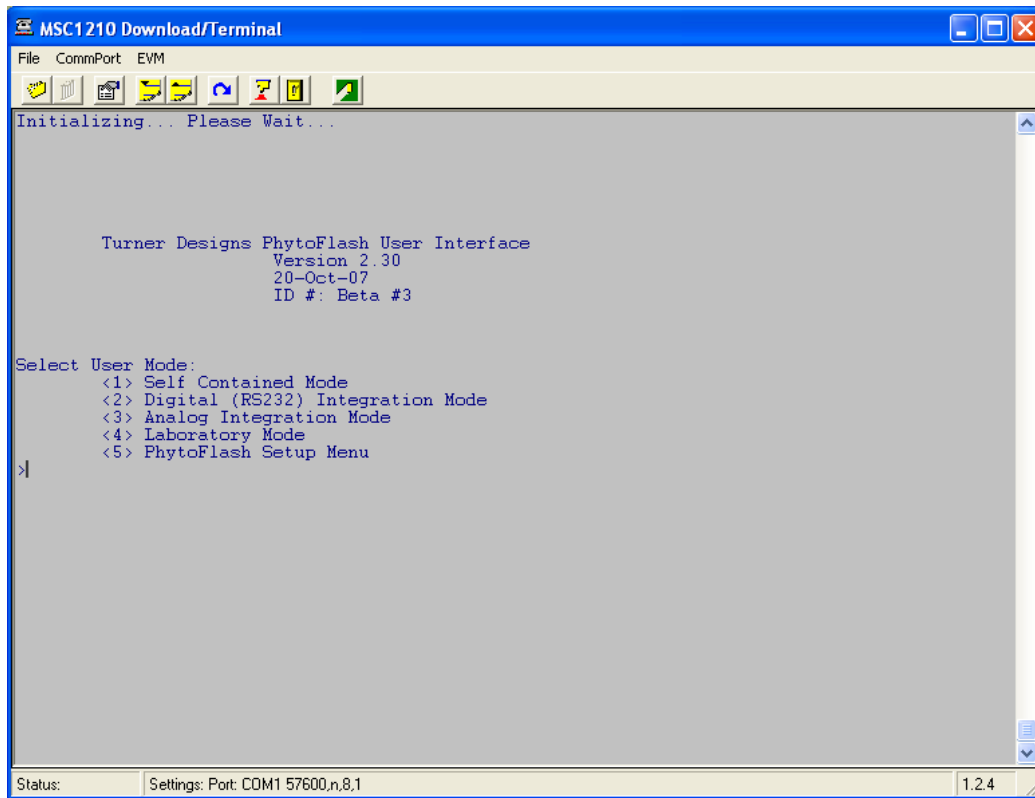 MSC1210 Download/Terminal
File CommPort EVM
Initializing... Please Wait...
Turner Designs PhytoFlash User Interface
Version 2.30
20-Oct-07
ID #: Beta #3
Select User Mode:
<1> Self Contained Mode
<2> Digital (RS232) Integration Mode
<3> Analog Integration Mode
<4> Laboratory Mode
<5> PhytoFlash Setup Menu
>
Status: Settings: Port: COM1 57600,n,8,1 1.2.4